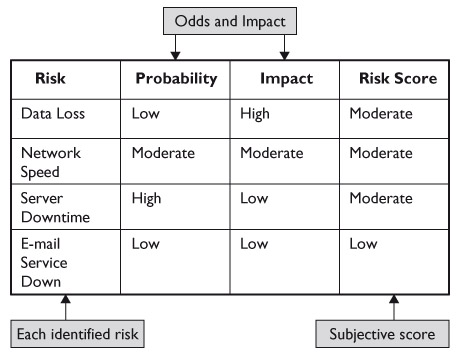 Odds and Impact
Risk Probability Impact Risk Score
Data Loss Low High Moderate
Network Moderate Moderate Moderate
Speed
Server High Low Moderate
Downtime
E-mail Low Low Low
Service
Down
Each identified risk Subjective score